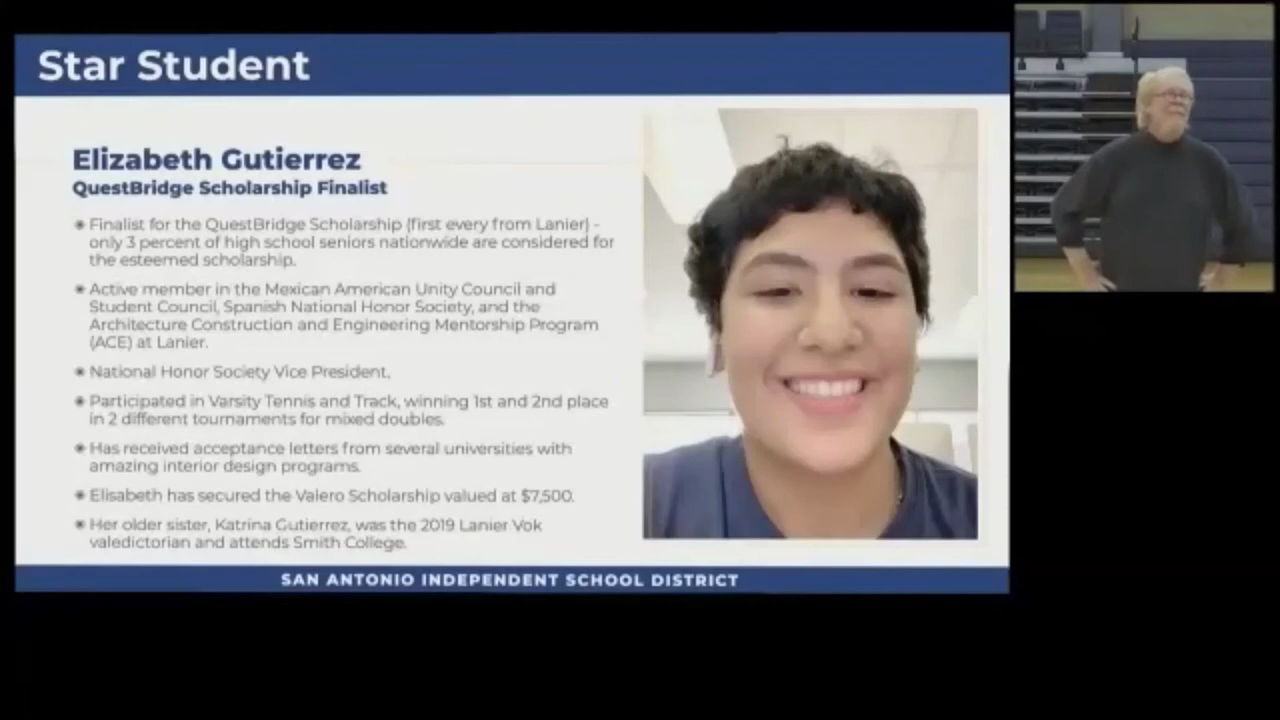 Star Student
Elizabeth Gutierrez
QuestBridge Scholarship Finalist
Finalist for the QuestBridge Scholarship (first every from Lanier) -
only 3 percent of high school seniors nationwide are considered for
the esteemed scholarship.
Active member in the Mexican American Unity Council and
Student Council, Spanish National Honor Society, and the
Architecture Construction and Engineering Mentorship Program
(ACE) at Lanier.
National Honor Society Vice President.
Participated in Varsity Tennis and Track, winning 1st and 2nd place
in 2 different tournaments for mixed doubles.
Has received acceptance letters from several universities with
amazing interior design programs.
Elisabeth has secured the Valero Scholarship valued at $7,500.
Her older sister, Katrina Gutierrez, was the 2019 Lanier Vok
valedictorian and attends Smith College.
SAN ANTONIO INDEPENDENT SCHOOL DISTRICT